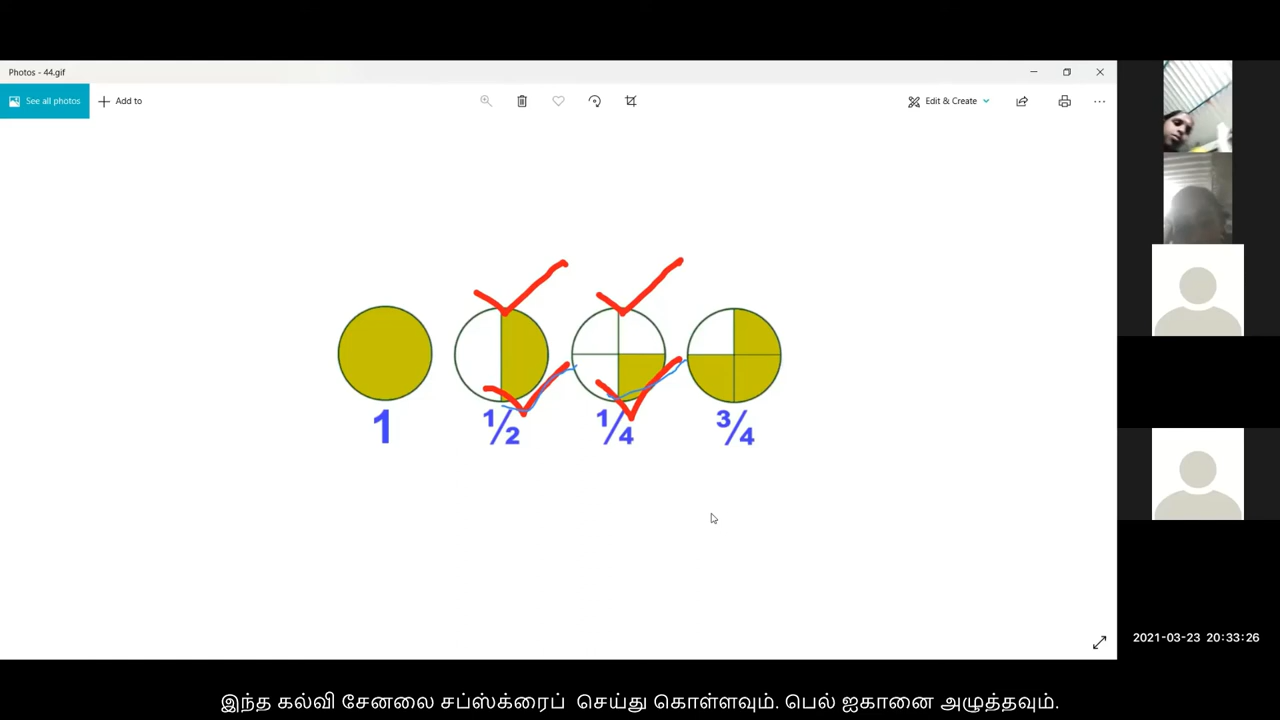 Photos - 44.gif
See all photos
Add to
Edit & Create
1 1/2 1/4 3/4
2021-03-23 20:33:26
இந்த கல்வி சேனலை சப்ஸ்க்ரைப் செய்து கொள்ளவும். பெல் ஐகானை அழுத்தவும்.